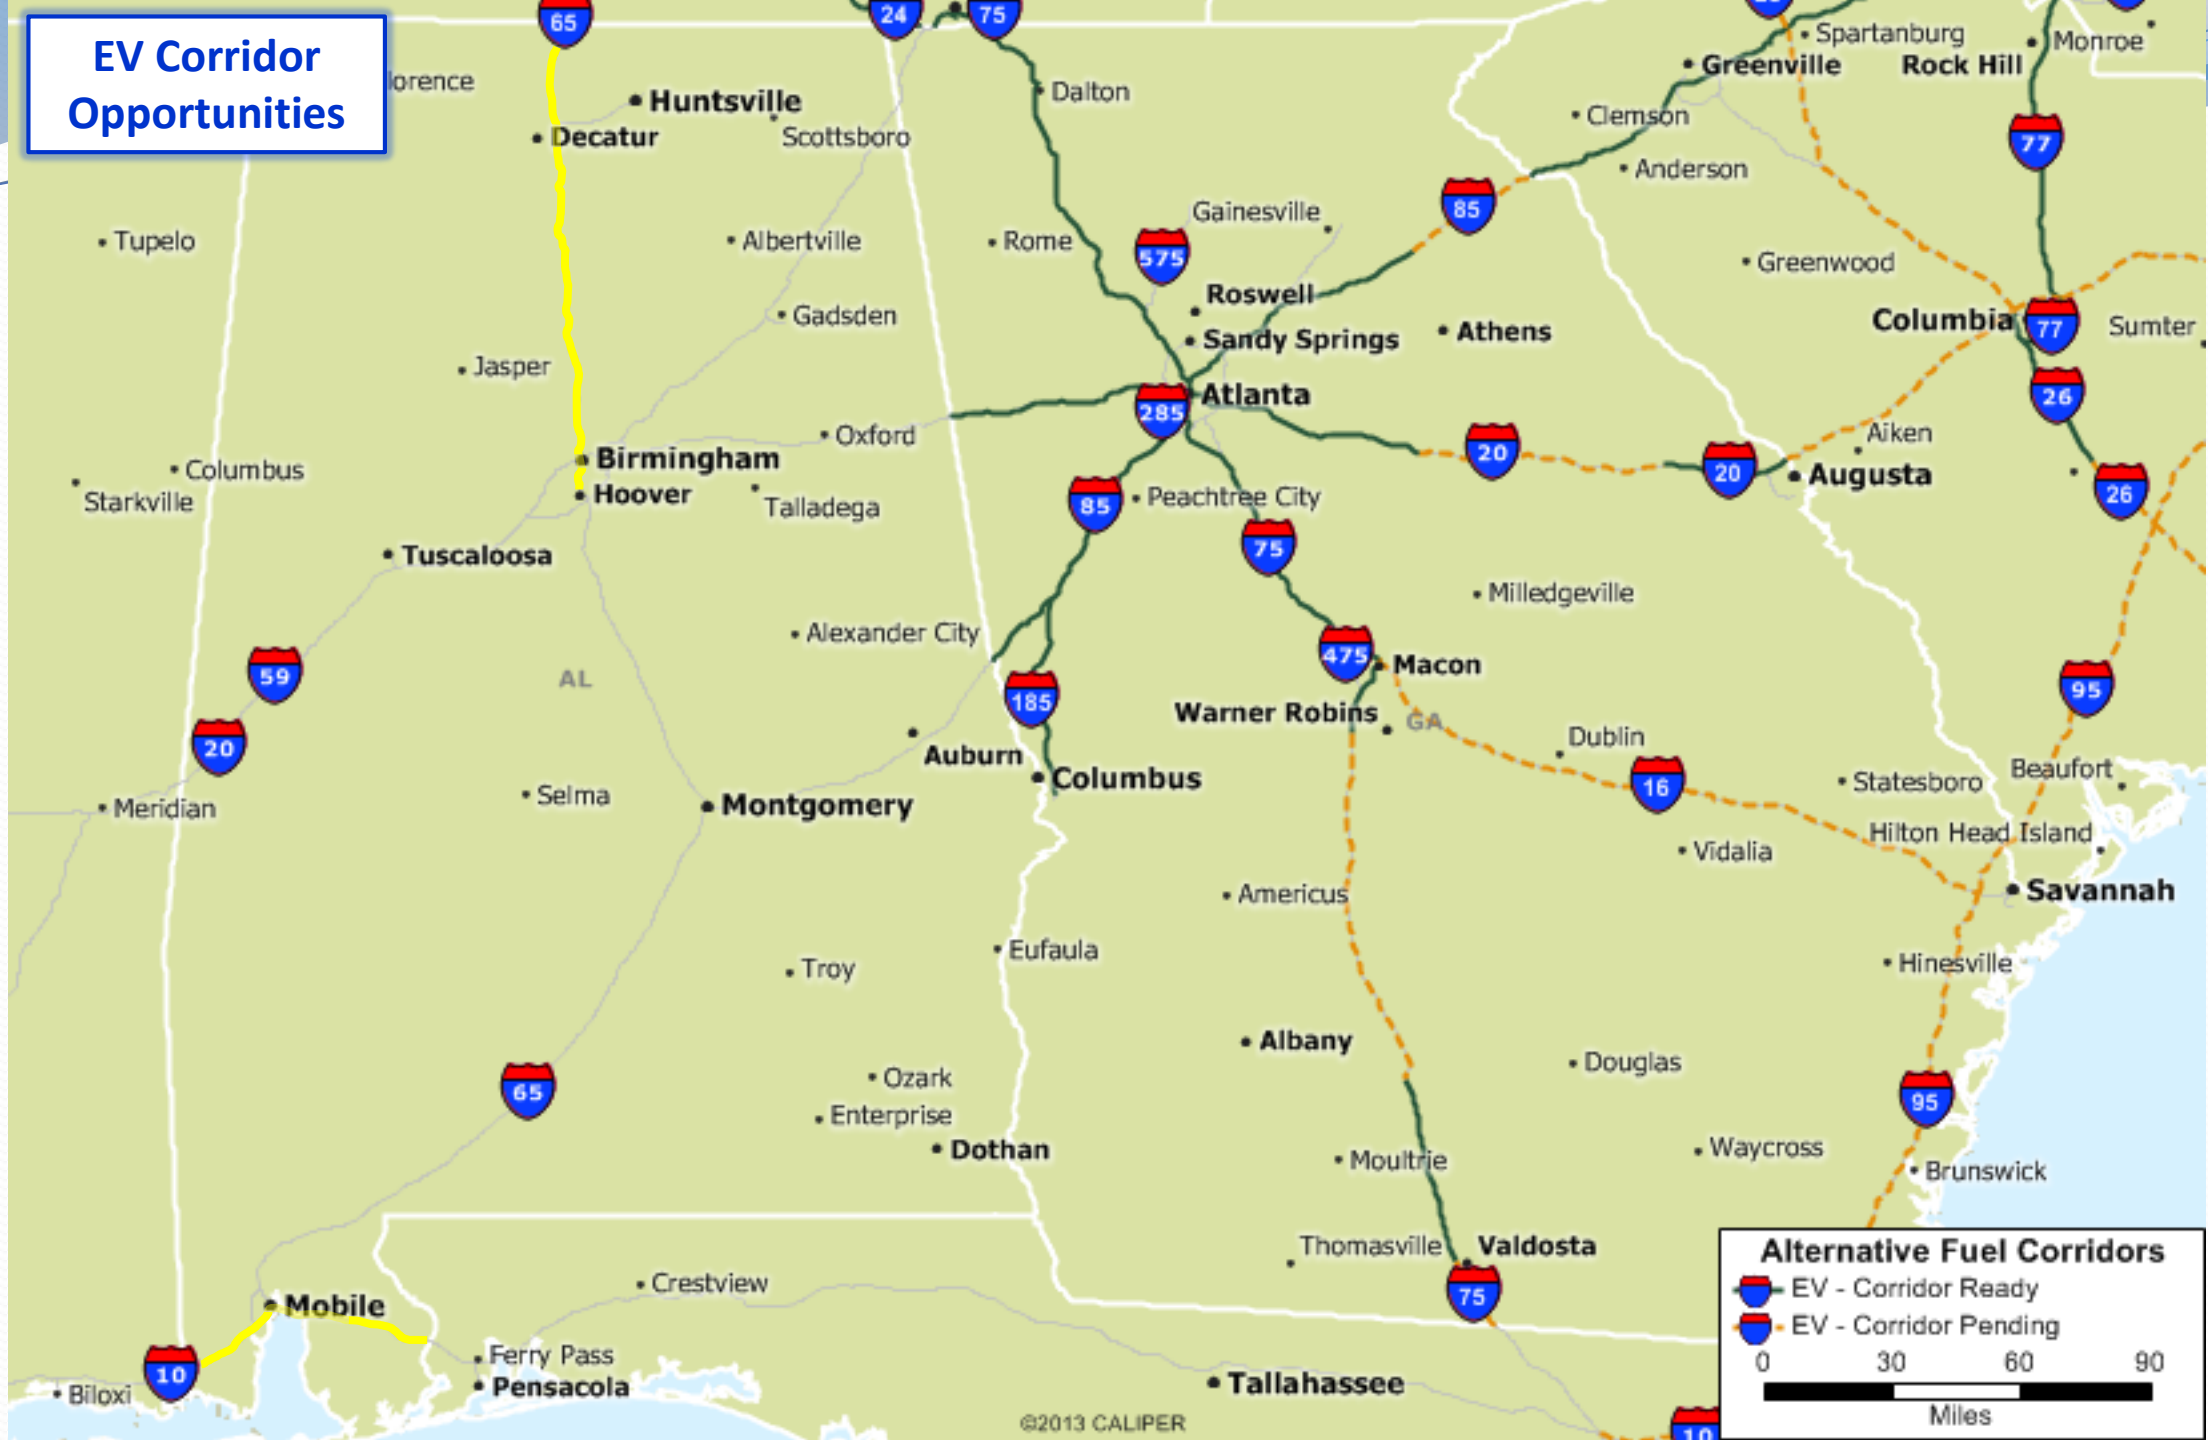 EV Corridor
Opportunities
65
24
75
Spartanburg
Monroe
Greenville
Rock Hill
lorence
Huntsville
Dalton
Decatur
Scottsboro
Clemson
77
Anderson
Tupelo
Albertville
Rome
Gainesville
85
575
Greenwood
Roswell
Gadsden
Sandy Springs
Athens
Columbia
77
Sumter
Jasper
Atlanta
285
26
Oxford
20
Aiken
Birmingham
Columbus
20
Augusta
Hoover
Starkville
Talladega
85
Peachtree City
26
Tuscaloosa
75
Milledgeville
Alexander City
59
AL
185
475
Macon
95
20
Warner Robins
GA
Auburn
Dublin
Columbus
16
Statesboro
Beaufort
Meridian
Selma
Montgomery
Hilton Head Island
Vidalia
Americus
Savannah
Troy
Eufaula
Hinesville
65
Ozark
Albany
Douglas
95
Enterprise
Dothan
Moultrie
Waycross
Brunswick
Thomasville
Valdosta
Mobile
Crestview
75
10
Ferry Pass
Biloxi
Pensacola
Tallahassee
10
©2013 CALIPER
Alternative Fuel Corridors
EV - Corridor Ready
EV - Corridor Pending
0 30 60 90
Miles